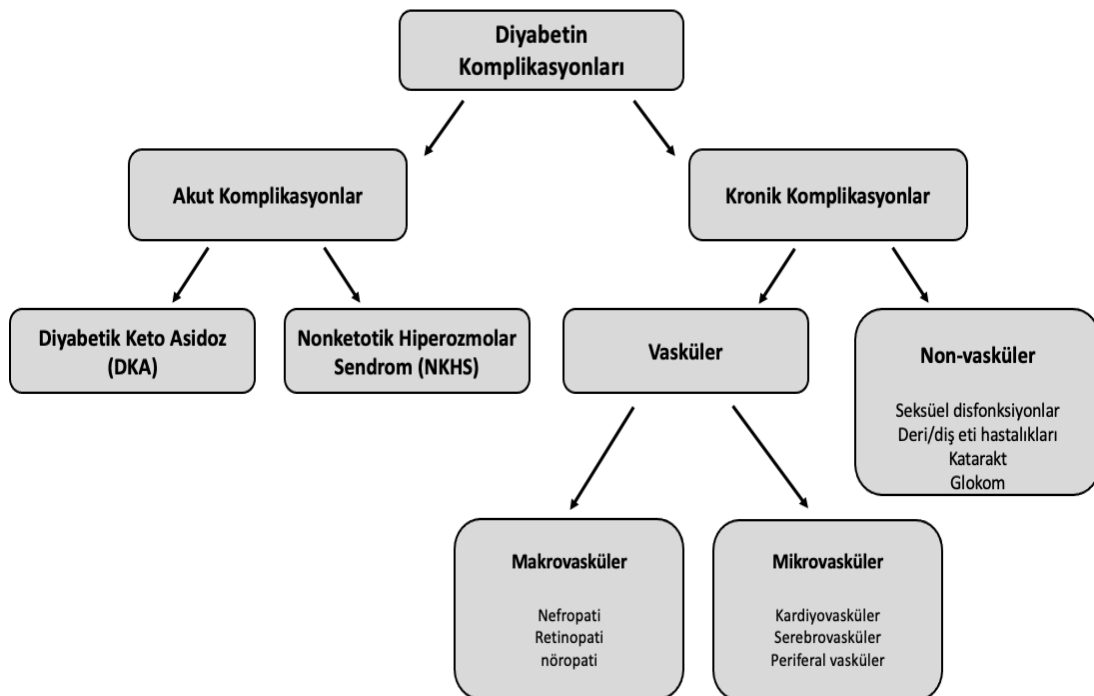 Diyabetin
Komplikasyonları
Akut Komplikasyonlar
Kronik Komplikasyonlar
Diyabetik Keto Asidoz
(DKA)
Nonketotik Hiperozmolar
Sendrom (NKHS)
Vasküler
Non-vasküler
Seksüel disfonksiyonlar
Deri/diş eti hastalıkları
Katarakt
Glokom
Makrovasküler
Nefropati
Retinopati
nöropati
Mikrovasküler
Kardiyovasküler
Serebrovasküler
Periferal vasküler